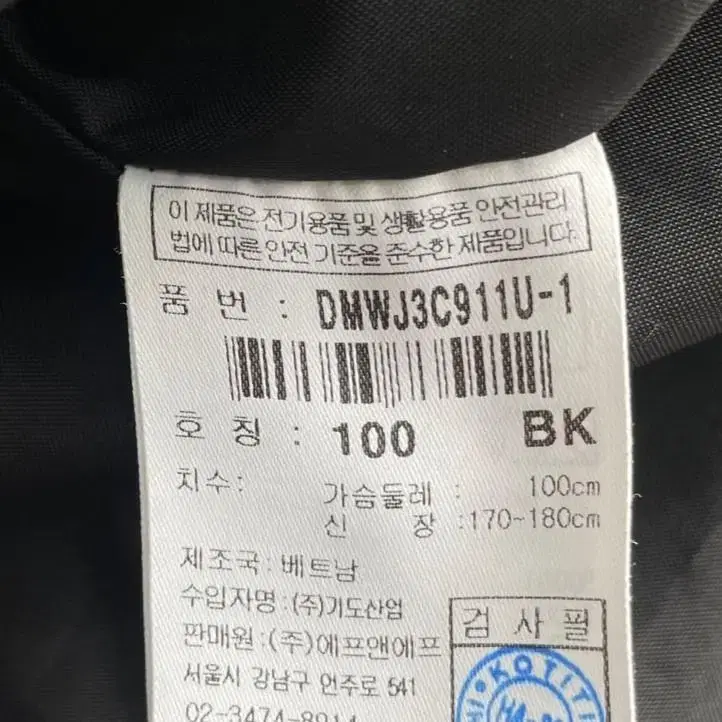 이 제품은 전기용품 및 생활용품 안전관리
법에 따른 안전 기준을 준수한 제품입니다.
품 번 : DMWJ3C911U-1
호 칭 : 100 BK
치수: 가슴둘레 : 100cm
신 장 :170~180cm
제조국: 베트남
수입자명 : (주)기도산업
판매원 : (주)에프앤에프
서울시 강남구 언주로 541
검 사 필
KOTITI